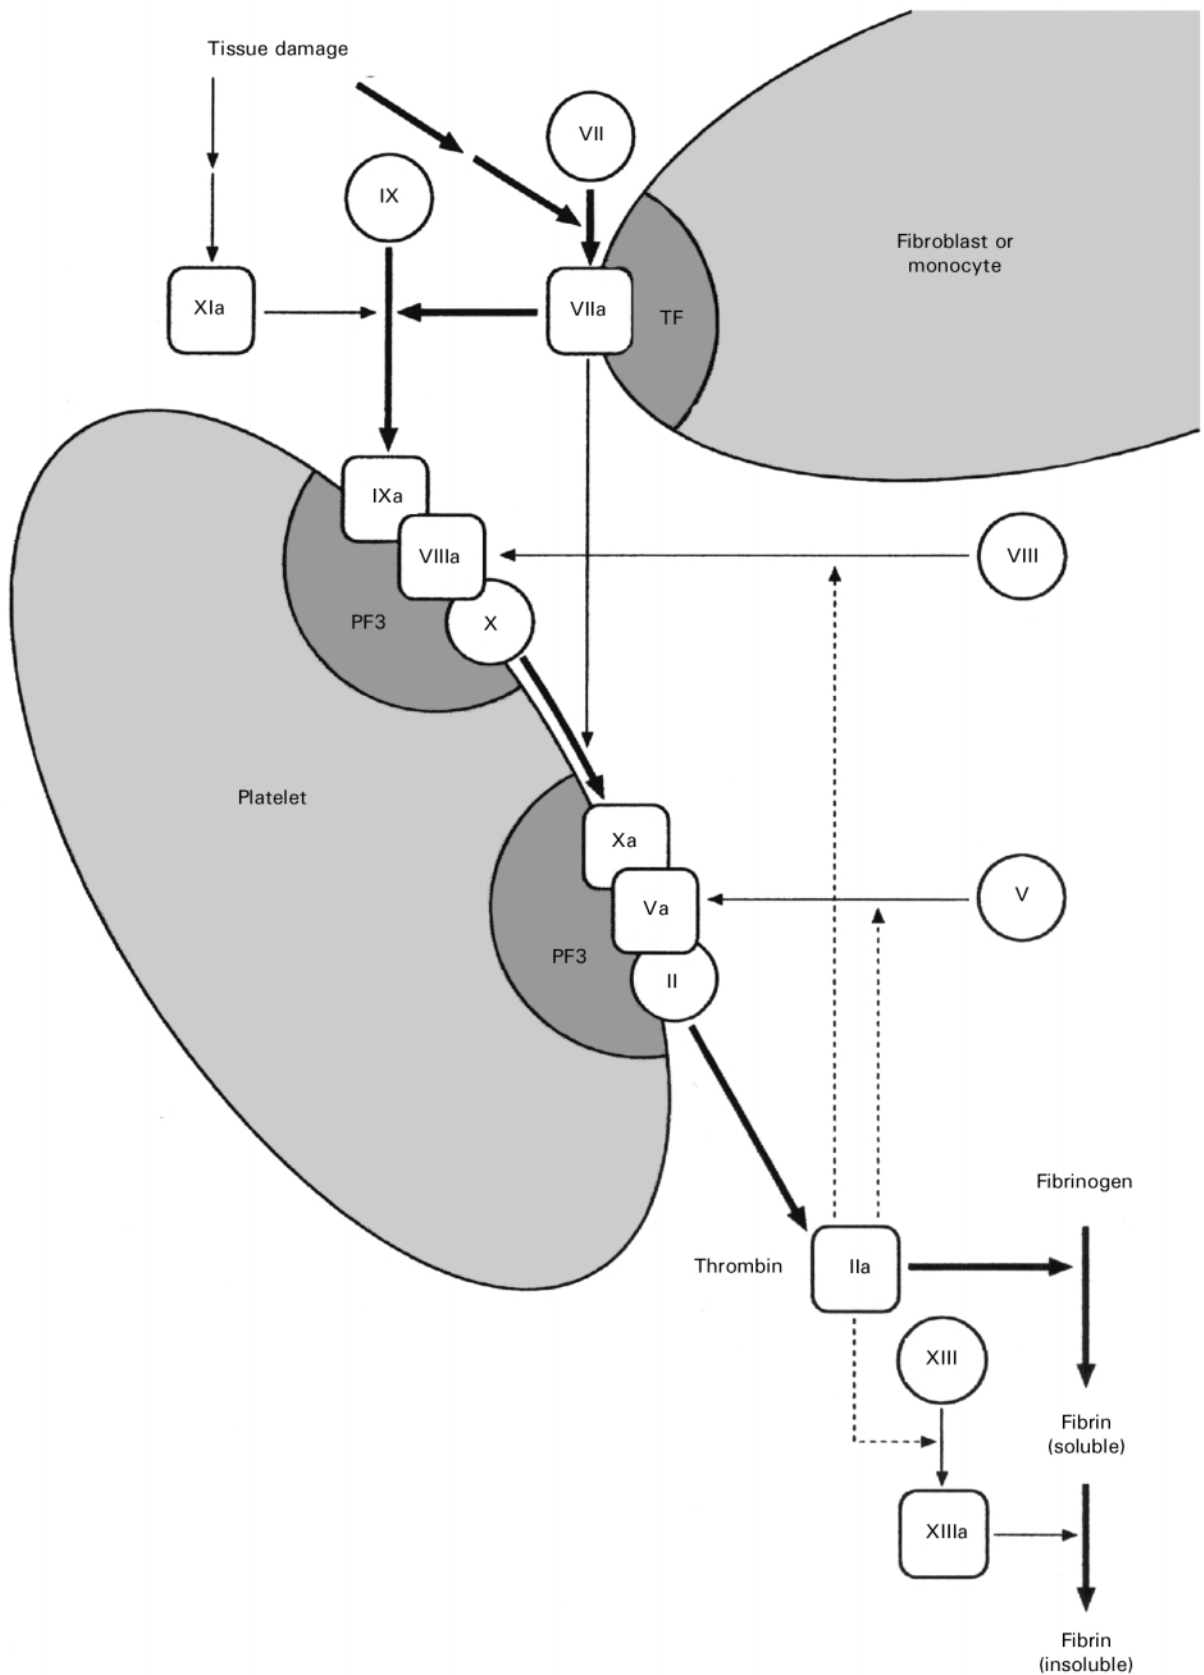 Tissue damage
VII
IX
Fibroblast or
monocyte
XIa
VIIa
TF
IXa
VIIIa
VIII
X
PF3
Platelet
Xa
V
Va
PF3
II
Fibrinogen
Thrombin
IIa
XIII
Fibrin
(soluble)
XIIIa
Fibrin
(insoluble)